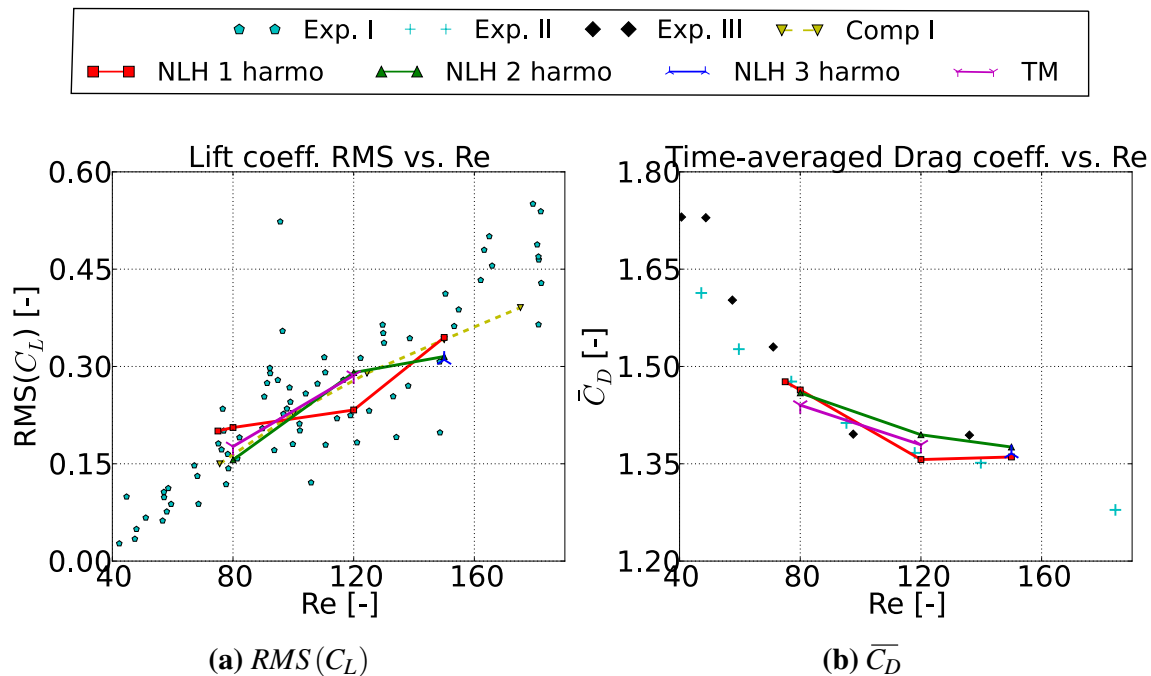 Exp. I Exp. II Exp. III Comp I
NLH 1 harmo NLH 2 harmo NLH 3 harmo TM
Lift coeff. RMS vs. Re
0.60
0.45
0.30
0.15
0.00
RMS(C_L) [-]
40 80 120 160
Re [-]
(a) RMS(C_L)
Time-averaged Drag coeff. vs. Re
1.80
1.65
1.50
1.35
1.20
C̄_D [-]
40 80 120 160
Re [-]
(b) C̄_D